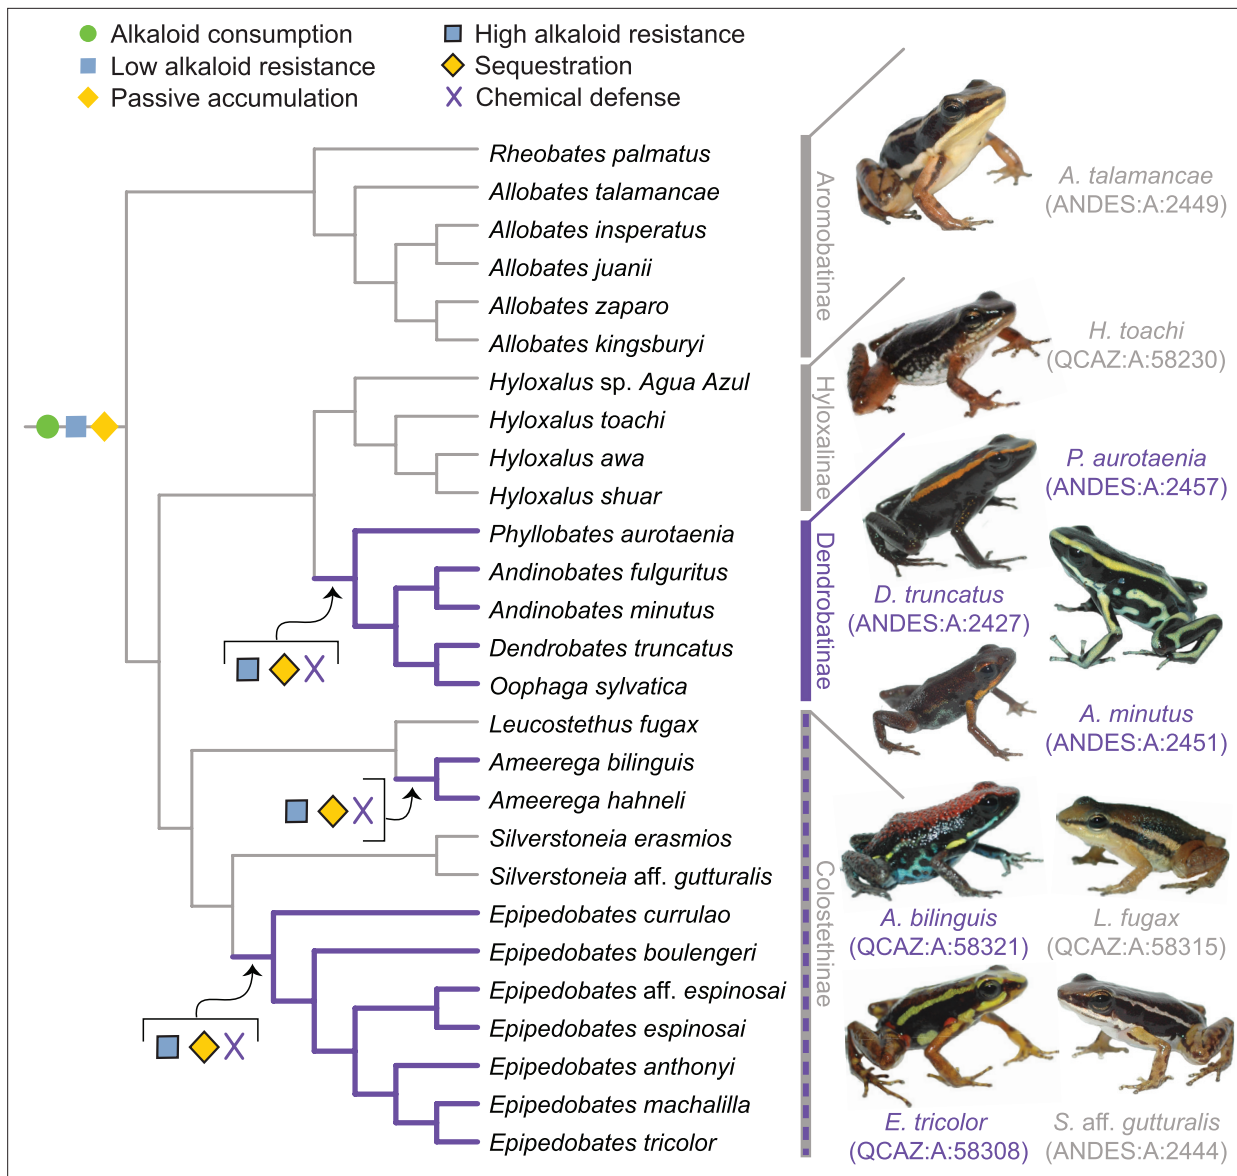 Alkaloid consumption
Low alkaloid resistance
Passive accumulation
High alkaloid resistance
Sequestration
Chemical defense
Rheobates palmatus
Allobates talamancae
Allobates insperatus
Allobates juanii
Allobates zaparo
Allobates kingsburyi
Hyloxalus sp. Agua Azul
Hyloxalus toachi
Hyloxalus awa
Hyloxalus shuar
Phyllobates aurotaenia
Andinobates fulguritus
Andinobates minutus
Dendrobates truncatus
Oophaga sylvatica
Leucostethus fugax
Ameerega bilinguis
Ameerega hahneli
Silverstoneia erasmios
Silverstoneia aff. gutturalis
Epipedobates currulao
Epipedobates boulengeri
Epipedobates aff. espinosai
Epipedobates espinosai
Epipedobates anthonyi
Epipedobates machalilla
Epipedobates tricolor
Aromobatinae
Hyloxalinae
Dendrobatinae
Colostethinae
A. talamancae
(ANDES:A:2449)
H. toachi
(QCAZ:A:58230)
P. aurotaenia
(ANDES:A:2457)
D. truncatus
(ANDES:A:2427)
A. minutus
(ANDES:A:2451)
A. bilinguis
(QCAZ:A:58321)
L. fugax
(QCAZ:A:58315)
E. tricolor
(QCAZ:A:58308)
S. aff. gutturalis
(ANDES:A:2444)